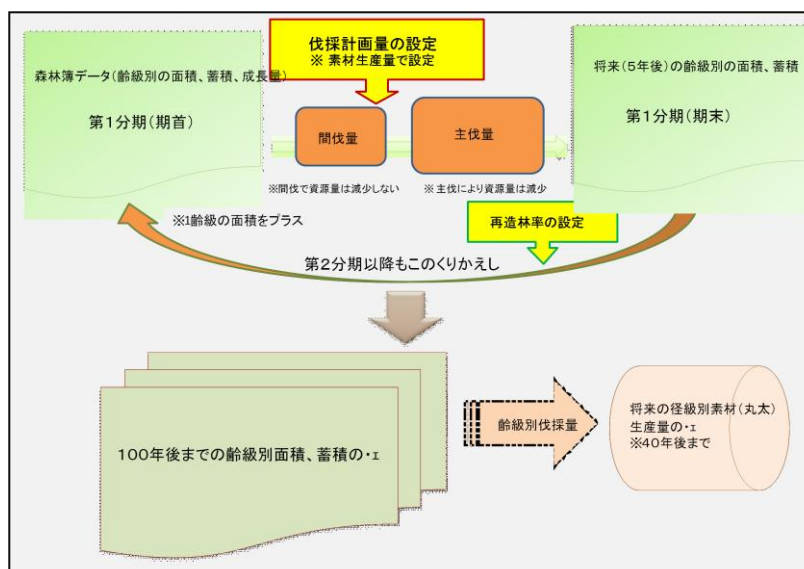 伐採計画量の設定
※ 素材生産量で設定
森林簿データ(齢級別の面積、蓄積、成長量)
第1分期(期首)
間伐量
主伐量
将来(5年後)の齢級別の面積、蓄積
第1分期(期末)
※間伐で資源量は減少しない
※ 主伐により資源量は減少
※1齢級の面積をプラス
再造林率の設定
第2分期以降もこのくりかえし
100年後までの齢級別面積、蓄積の・ｪ
齢級別伐採量
将来の径級別素材(丸太)
生産量の・ｪ
※40年後まで